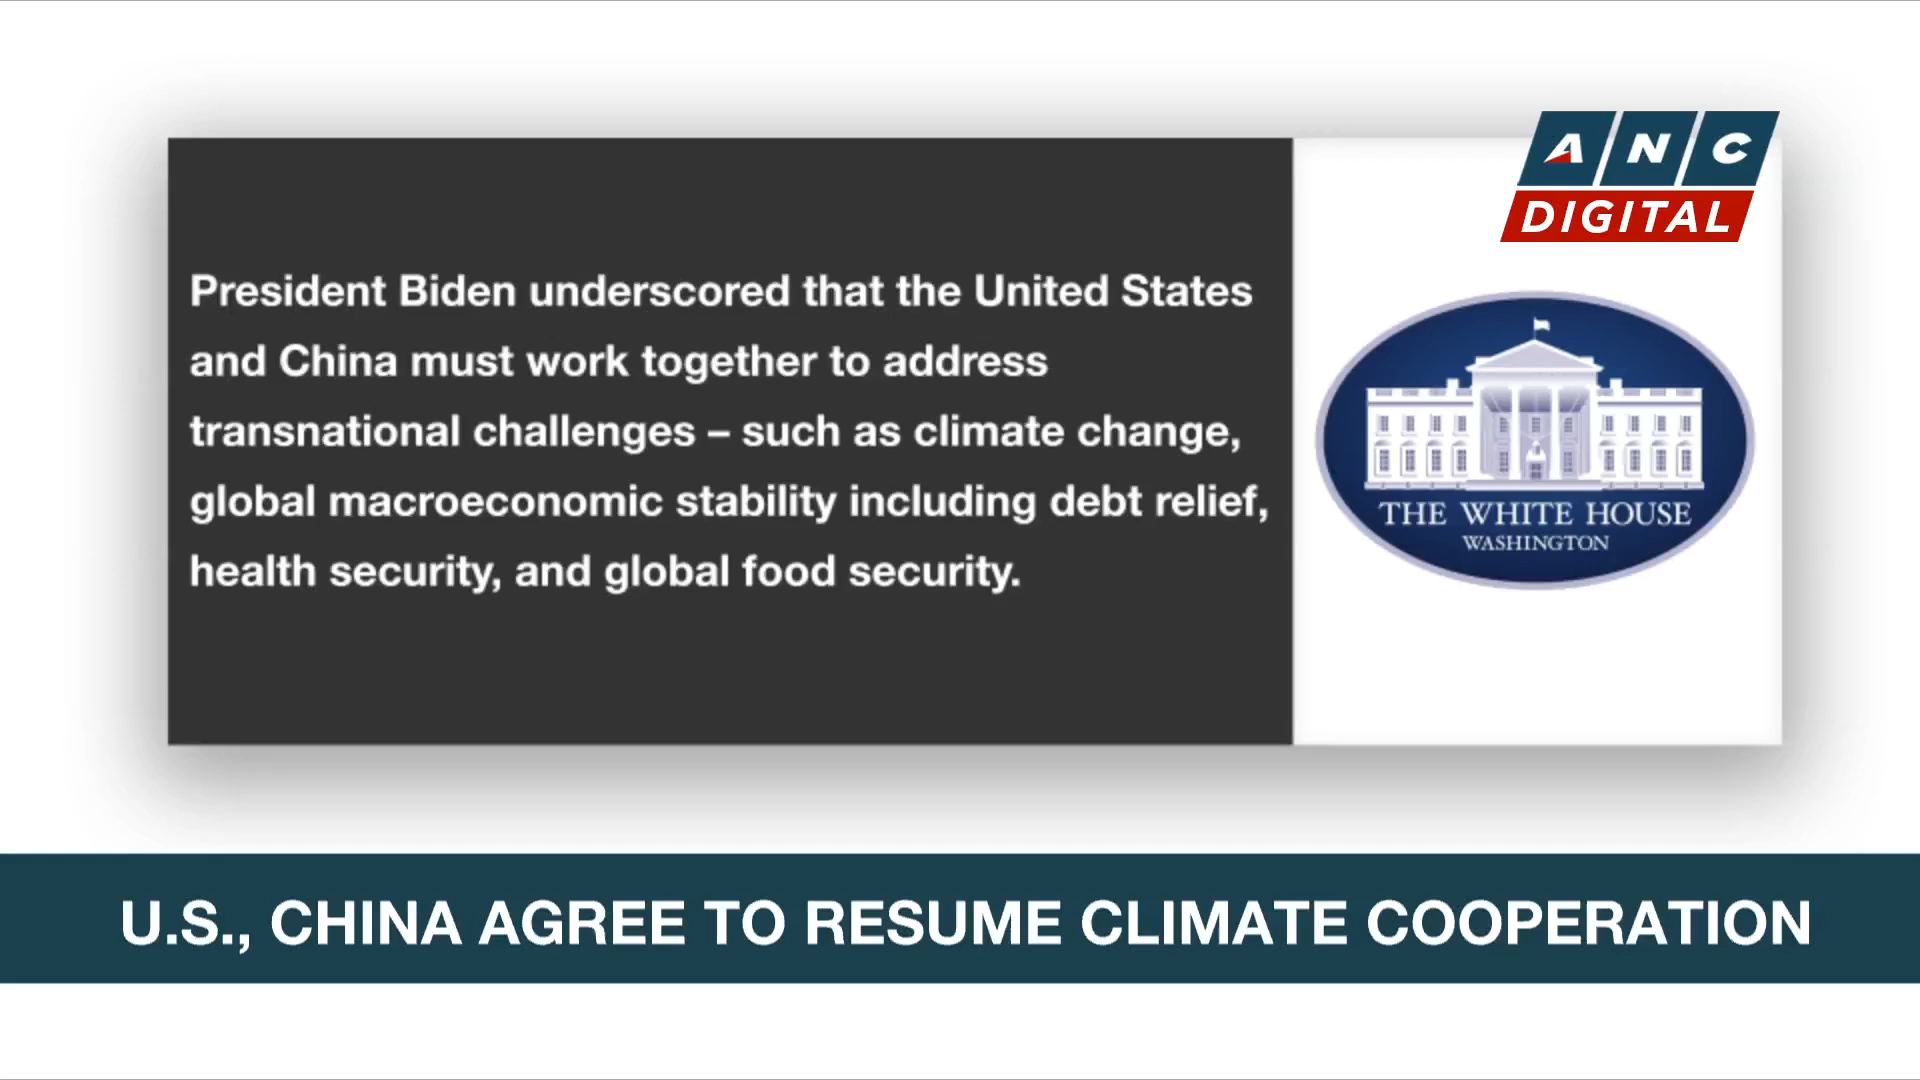 ANC
DIGITAL
President Biden underscored that the United States
and China must work together to address
transnational challenges – such as climate change,
global macroeconomic stability including debt relief,
health security, and global food security.
THE WHITE HOUSE
WASHINGTON
U.S., CHINA AGREE TO RESUME CLIMATE COOPERATION